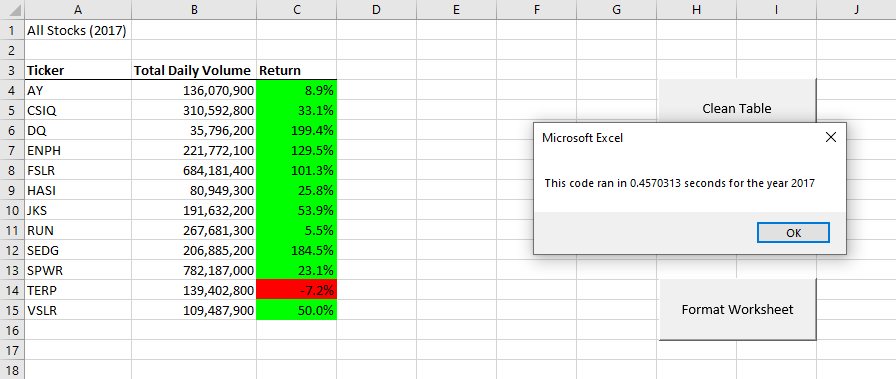 A B C D E F G H I J
1 All Stocks (2017)
2
3 Ticker Total Daily Volume Return
4 AY 136,070,900 8.9%
5 CSIQ 310,592,800 33.1% Clean Table
6 DQ 35,796,200 199.4%
7 ENPH 221,772,100 129.5%
8 FSLR 684,181,400 101.3%
9 HASI 80,949,300 25.8%
10 JKS 191,632,200 53.9%
11 RUN 267,681,300 5.5%
12 SEDG 206,885,200 184.5%
13 SPWR 782,187,000 23.1%
14 TERP 139,402,800 -7.2%
15 VSLR 109,487,900 50.0% Format Worksheet
16
17
18
Microsoft Excel
This code ran in 0.4570313 seconds for the year 2017
OK